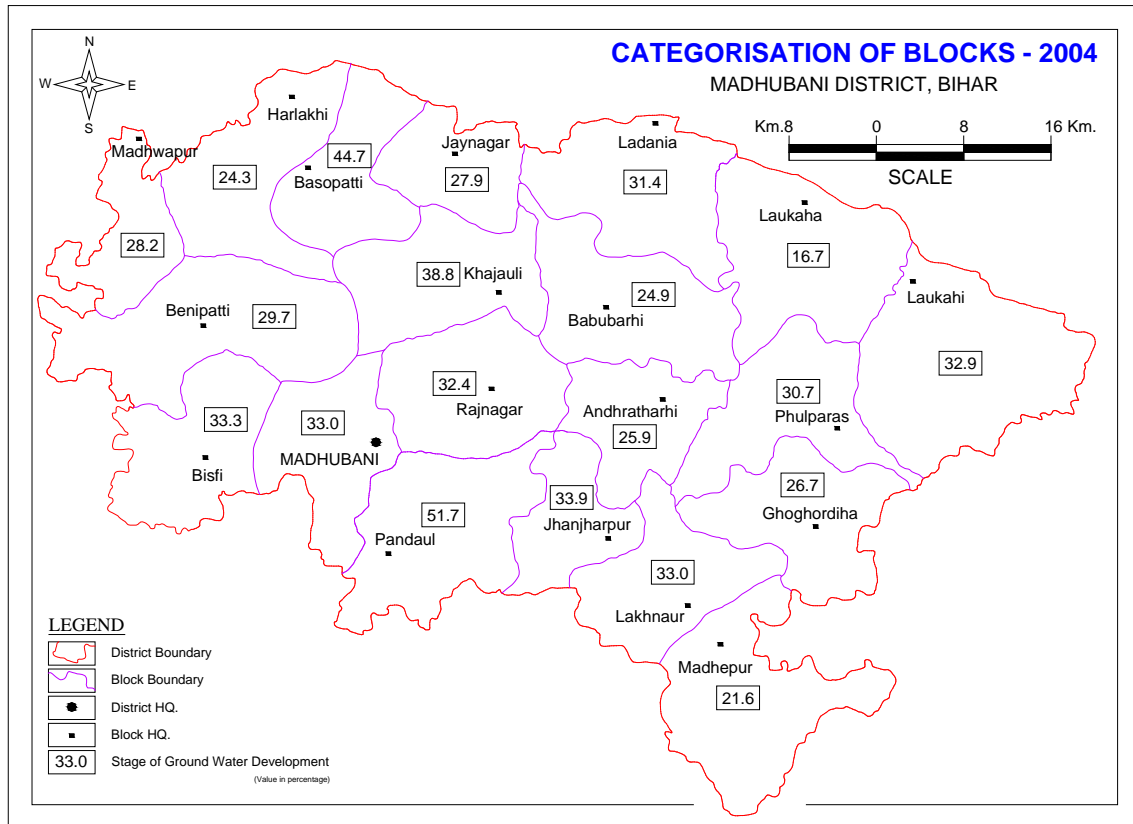 CATEGORISATION OF BLOCKS - 2004
MADHUBANI DISTRICT, BIHAR
N
W
E
S
Km.8 0 8 16 Km.
SCALE
Harlakhi
Madhwapur
24.3
44.7
Basopatti
Jaynagar
27.9
Ladania
31.4
Laukaha
16.7
28.2
38.8
Khajauli
24.9
Babubarhi
Laukahi
Benipatti
29.7
32.9
32.4
Rajnagar
Andhratharhi
25.9
30.7
Phulparas
33.3
Bisfi
33.0
MADHUBANI
51.7
Pandaul
33.9
Jhanjharpur
26.7
Ghoghordiha
33.0
Lakhnaur
Madhepur
21.6
LEGEND
District Boundary
Block Boundary
District HQ.
Block HQ.
33.0 Stage of Ground Water Development
(Value in percentage)